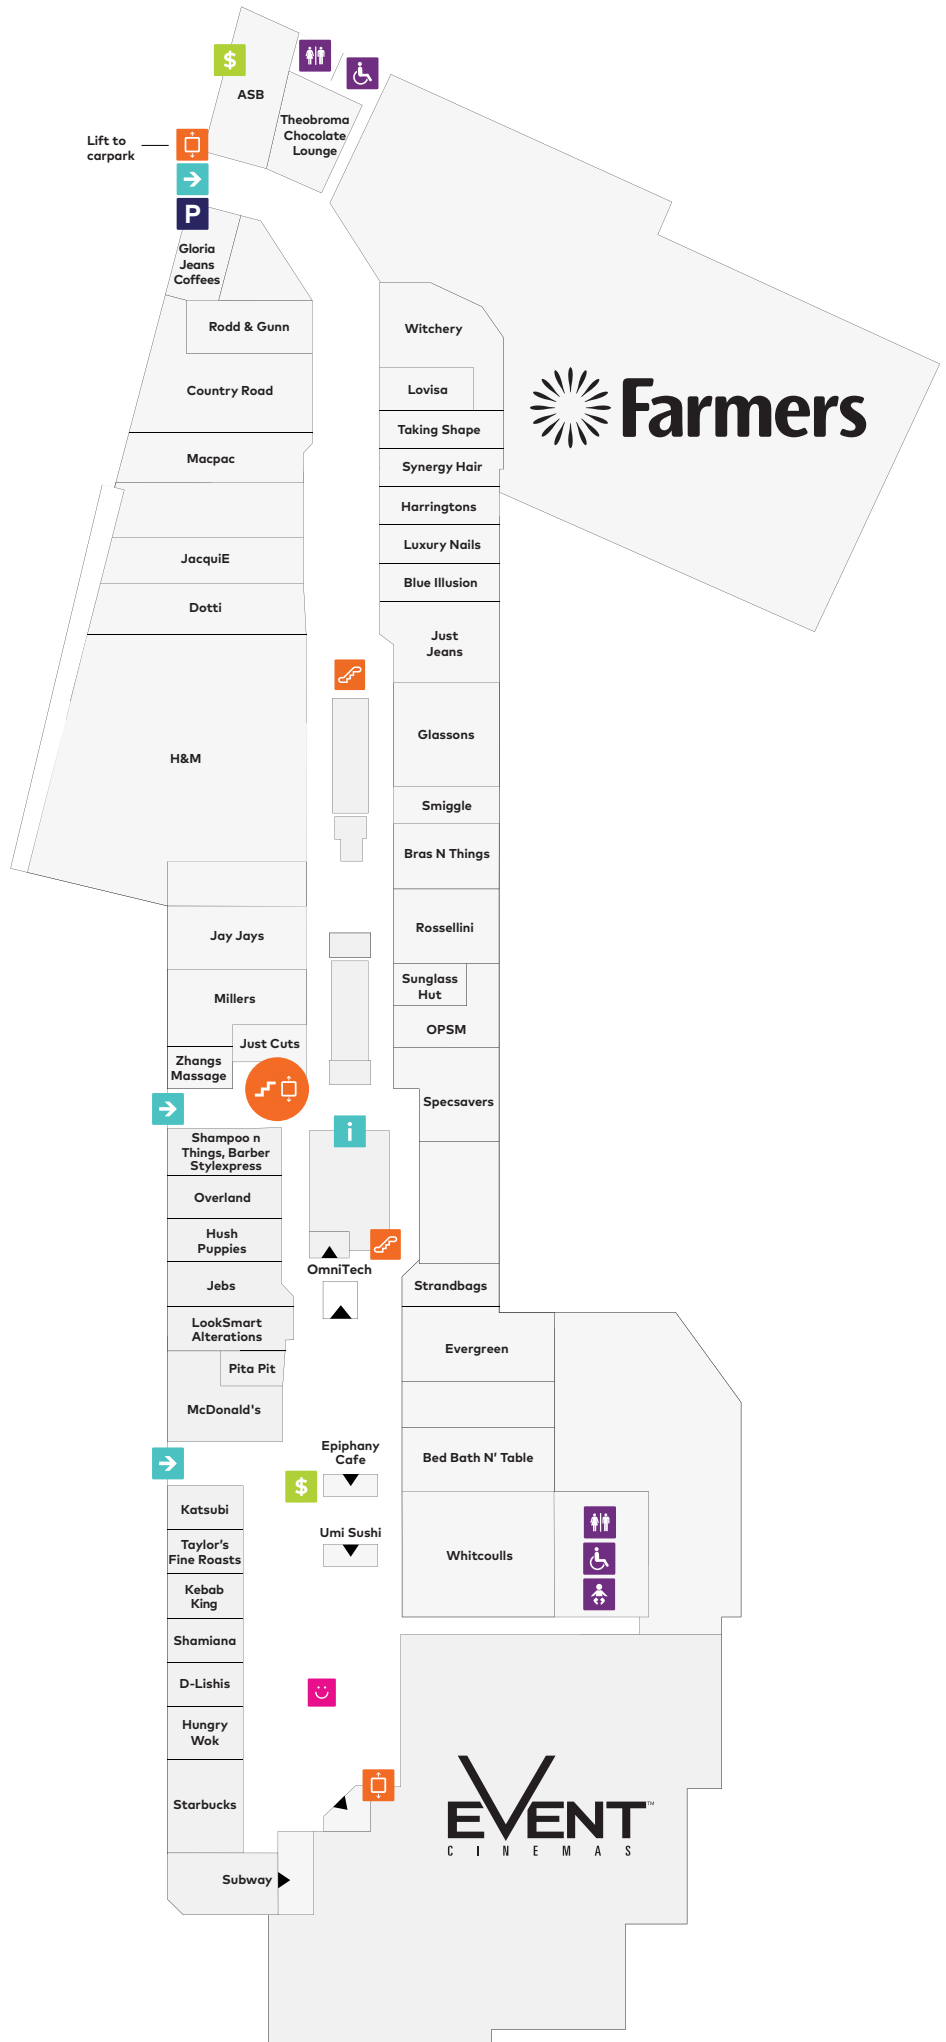 $
ASB
Theobroma
Chocolate
Lounge
Lift to
carpark
P
Gloria
Jeans
Coffees
Rodd & Gunn
Witchery
Country Road
Lovisa
Farmers
Taking Shape
Macpac
Synergy Hair
Harringtons
Luxury Nails
JacquiE
Blue Illusion
Dotti
Just
Jeans
Glassons
H&M
Smiggle
Bras N Things
Rossellini
Jay Jays
Sunglass
Hut
Millers
OPSM
Just Cuts
Zhangs
Massage
Specsavers
i
Shampoo n
Things, Barber
Stylexpress
Overland
Hush
Puppies
OmniTech
Jebs
Strandbags
LookSmart
Alterations
Evergreen
Pita Pit
McDonald's
Epiphany
Cafe
Bed Bath N' Table
$
Katsubi
Umi Sushi
Taylor's
Fine Roasts
Whitcoulls
Kebab
King
Shamiana
D-Lishis
Hungry
Wok
Starbucks
EVENT™
CINEMAS
Subway